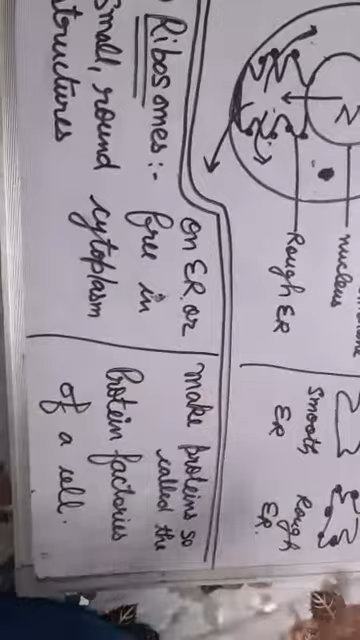 nucleus
Rough ER
Smooth
ER
Rough
ER.
Ribosomes:-
Small, round
structures
on ER or
free in
cytoplasm
make proteins so
called the
Protein factories
of a cell.